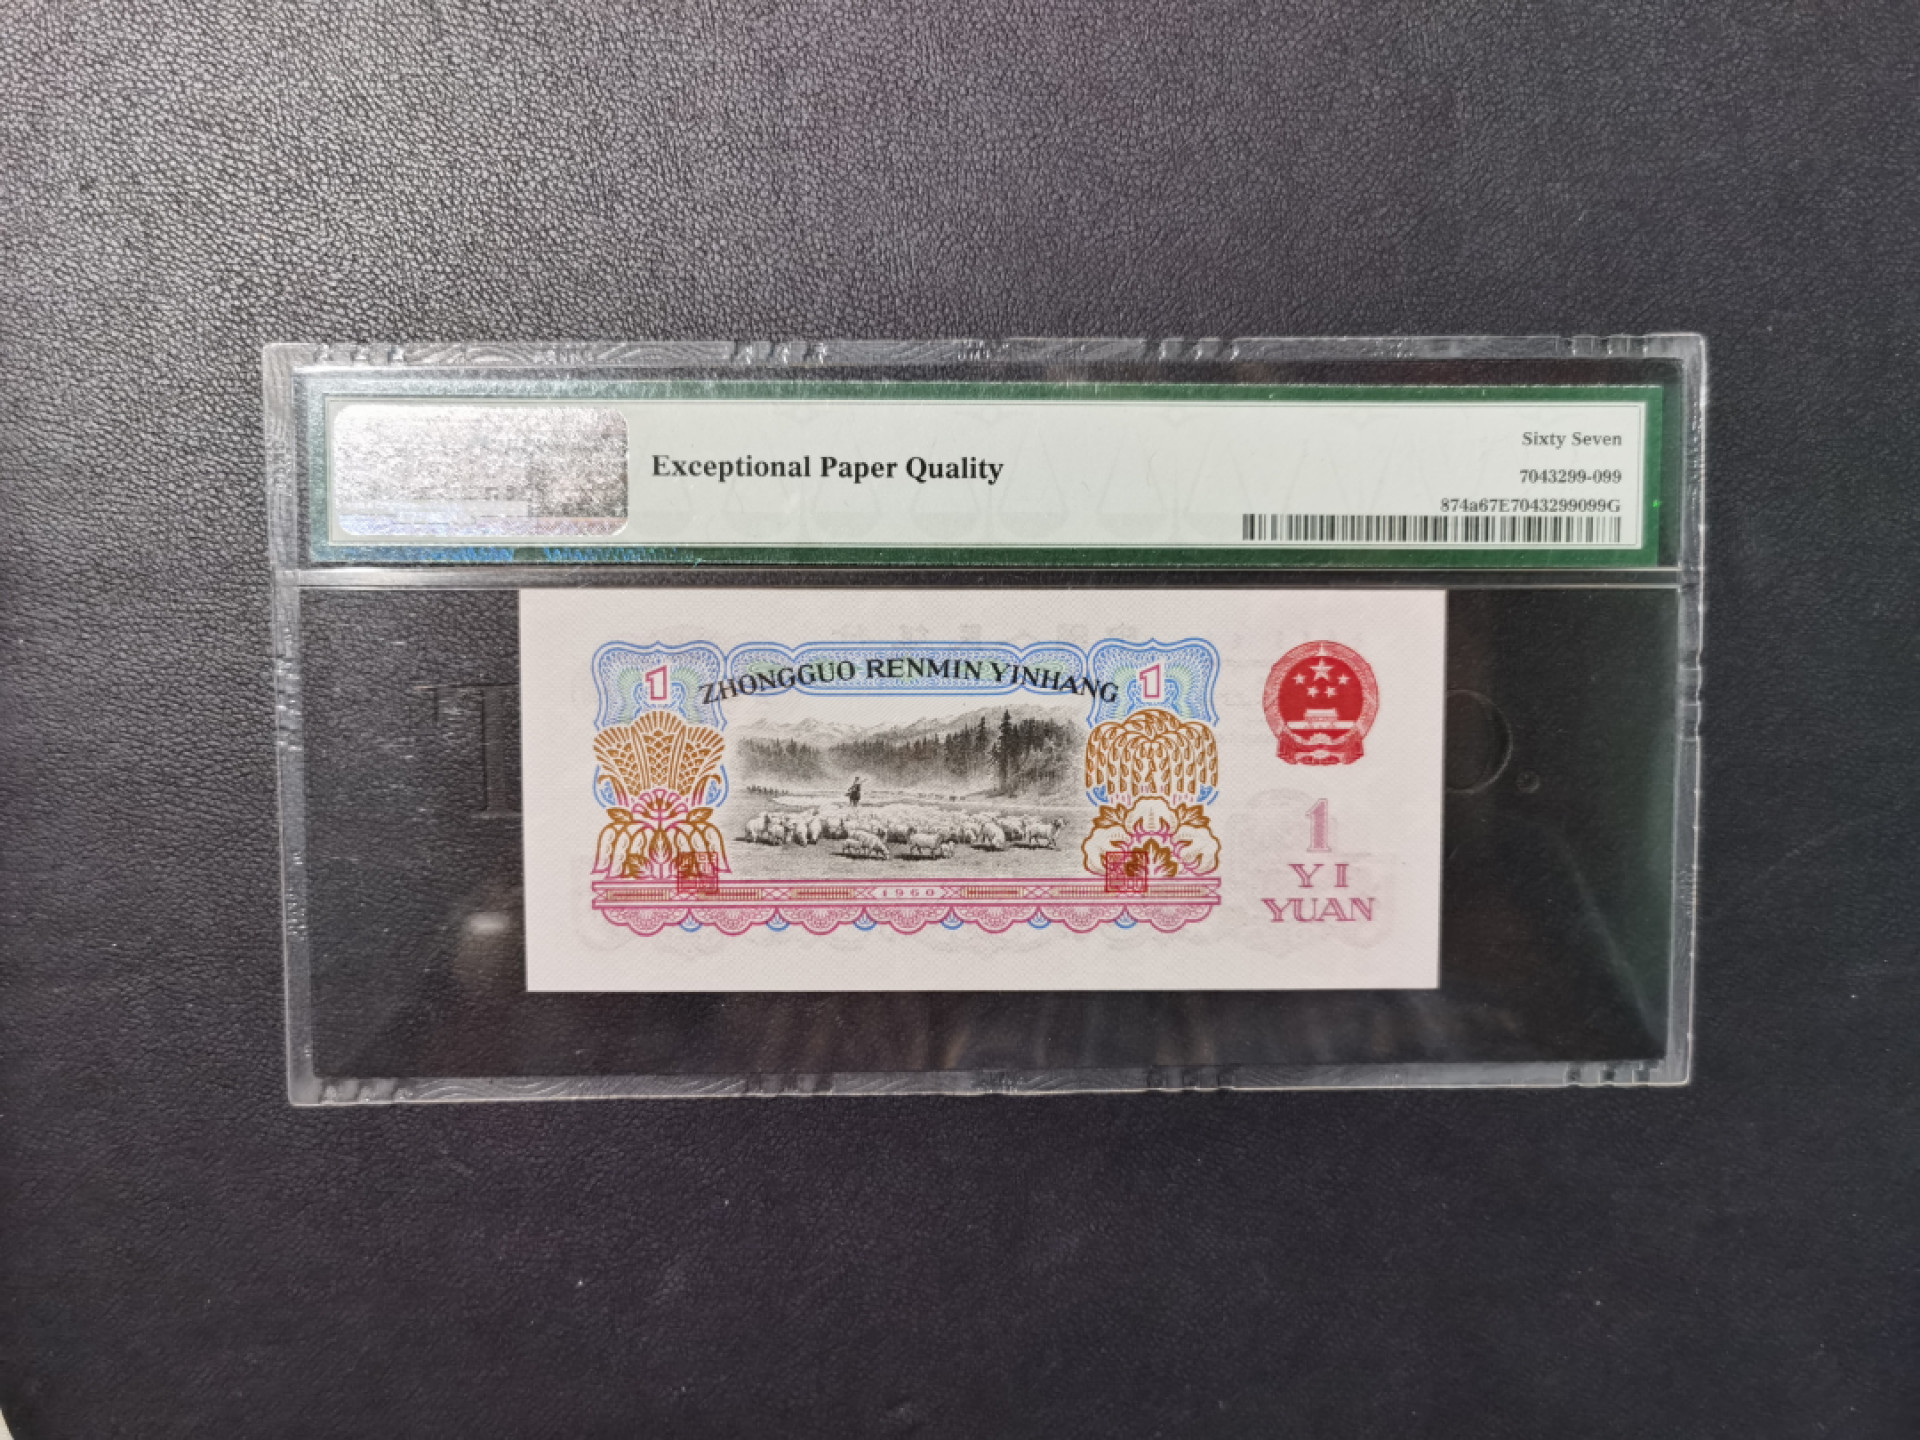 Exceptional Paper Quality
Sixty Seven
7043299-099
874a67E7043299099G
ZHONGGUO RENMIN YINHANG
1
1
1960
1
YI
YUAN